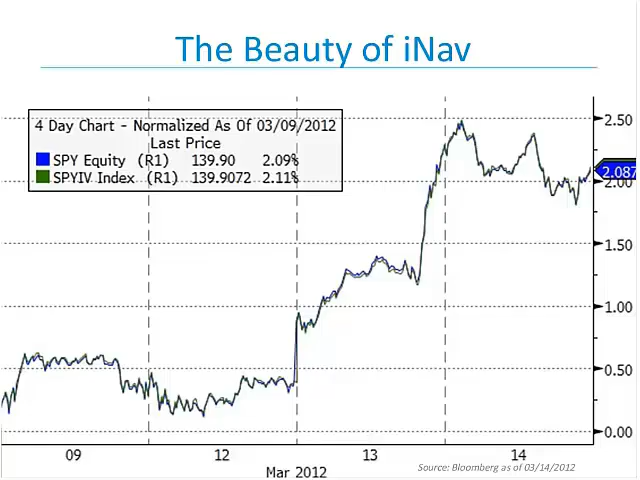 The Beauty of iNav
4 Day Chart - Normalized As Of 03/09/2012
Last Price
SPY Equity (R1) 139.90 2.09%
SPYIV Index (R1) 139.9072 2.11%
2.50
2.087
2.00
1.50
1.00
0.50
0.00
09 12 13 14
Mar 2012
Source: Bloomberg as of 03/14/2012